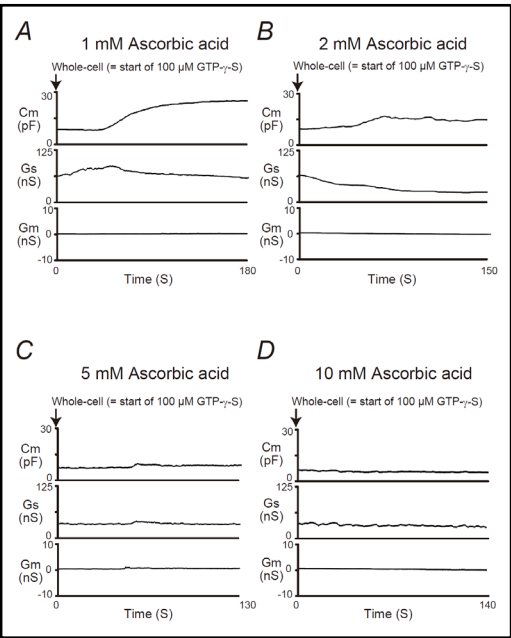 A
1 mM Ascorbic acid
Whole-cell (= start of 100 µM GTP-γ-S)
30
Cm
(pF)
0
125
Gs
(nS)
0
10
Gm
(nS)
0
-10
0
180
Time (S)
B
2 mM Ascorbic acid
Whole-cell (= start of 100 µM GTP-γ-S)
30
Cm
(pF)
0
125
Gs
(nS)
0
10
Gm
(nS)
0
-10
0
150
Time (S)
C
5 mM Ascorbic acid
Whole-cell (= start of 100 µM GTP-γ-S)
30
Cm
(pF)
0
125
Gs
(nS)
0
10
Gm
(nS)
0
-10
0
130
Time (S)
D
10 mM Ascorbic acid
Whole-cell (= start of 100 µM GTP-γ-S)
30
Cm
(pF)
0
125
Gs
(nS)
0
10
Gm
(nS)
0
-10
0
140
Time (S)